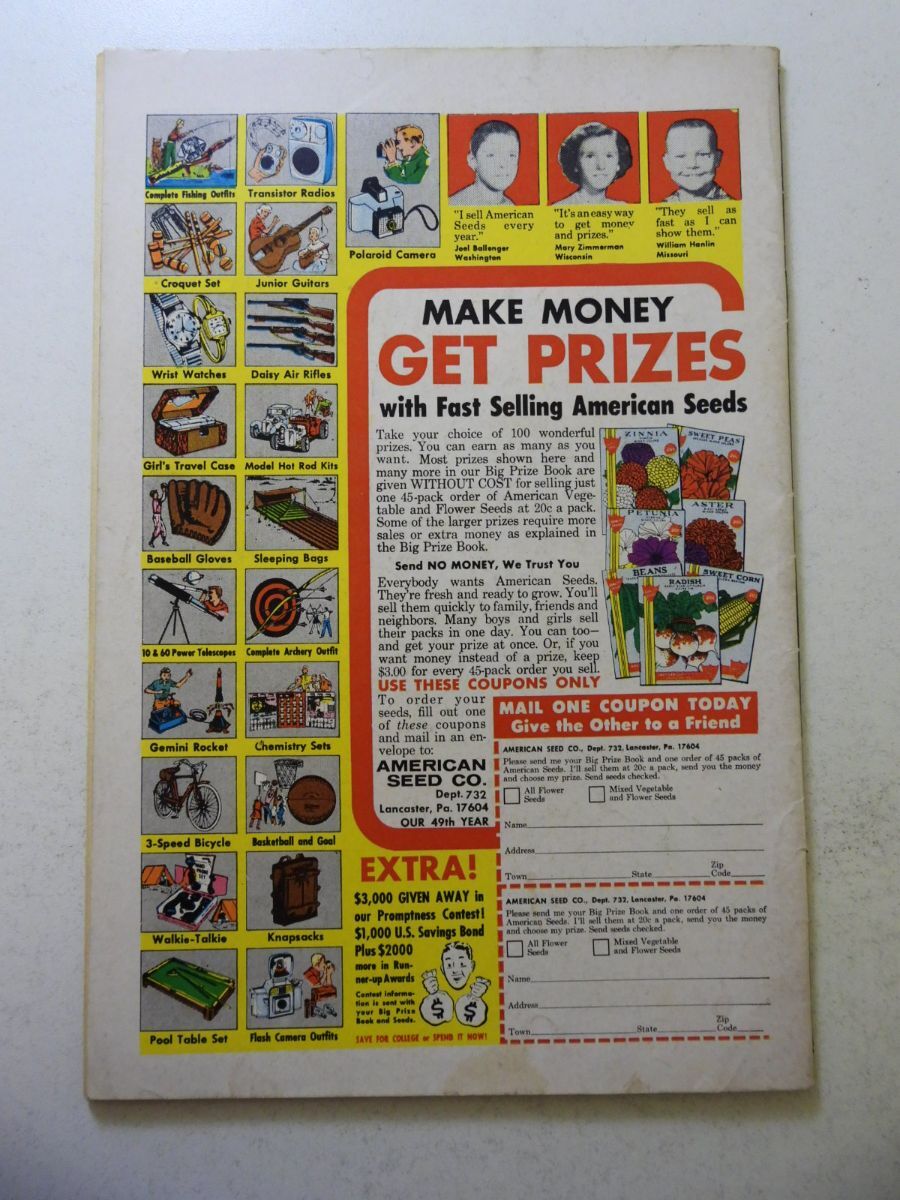 Complete Fishing Outfits
Transistor Radios
Polaroid Camera
"I sell American
Seeds every
year."
Joel Ballenger
Washington
"It's an easy way
to get money
and prizes."
Mary Zimmerman
Wisconsin
"They sell as
fast as I can
show them."
William Hanlin
Missouri
Croquet Set
Junior Guitars
Wrist Watches
Daisy Air Rifles
Girl's Travel Case
Model Hot Rod Kits
Baseball Gloves
Sleeping Bags
10 & 60 Power Telescopes
Complete Archery Outfit
Gemini Rocket
Chemistry Sets
3-Speed Bicycle
Basketball and Goal
Walkie-Talkie
Knapsacks
Pool Table Set
Flash Camera Outfits
MAKE MONEY
GET PRIZES
with Fast Selling American Seeds
Take your choice of 100 wonderful
prizes. You can earn as many as you
want. Most prizes shown here and
many more in our Big Prize Book are
given WITHOUT COST for selling just
one 45-pack order of American Vege-
table and Flower Seeds at 20c a pack.
Some of the larger prizes require more
sales or extra money as explained in
the Big Prize Book.
Send NO MONEY, We Trust You
Everybody wants American Seeds.
They're fresh and ready to grow. You'll
sell them quickly to family, friends and
neighbors. Many boys and girls sell
their packs in one day. You can too—
and get your prize at once. Or, if you
want money instead of a prize, keep
$3.00 for every 45-pack order you sell.
ZINNIA
SWEET PEAS
PETUNIA
ASTER
BEANS
RADISH
SWEET CORN
USE THESE COUPONS ONLY
To order your
seeds, fill out one
of these coupons
and mail in an en-
velope to:
AMERICAN
SEED CO.
Dept. 732
Lancaster, Pa. 17604
OUR 49th YEAR
MAIL ONE COUPON TODAY
Give the Other to a Friend
AMERICAN SEED CO., Dept. 732, Lancaster, Pa. 17604
Please send me your Big Prize Book and one order of 45 packs of
American Seeds. I'll sell them at 20c a pack, send you the money
and choose my prize. Send seeds checked.
All Flower
Seeds
Mixed Vegetable
and Flower Seeds
Name
Address
Town State Zip Code
AMERICAN SEED CO., Dept. 732, Lancaster, Pa. 17604
Please send me your Big Prize Book and one order of 45 packs of
American Seeds. I'll sell them at 20c a pack, send you the money
and choose my prize. Send seeds checked.
All Flower
Seeds
Mixed Vegetable
and Flower Seeds
Name
Address
Town State Zip Code
EXTRA!
$3,000 GIVEN AWAY in
our Promptness Contest!
$1,000 U.S. Savings Bond
Plus $2000
more in Run-
ner-up Awards
Contest informa-
tion is sent with
your Big Prize
Book and Seeds.
$ $
SAVE FOR COLLEGE or SPEND IT NOW!